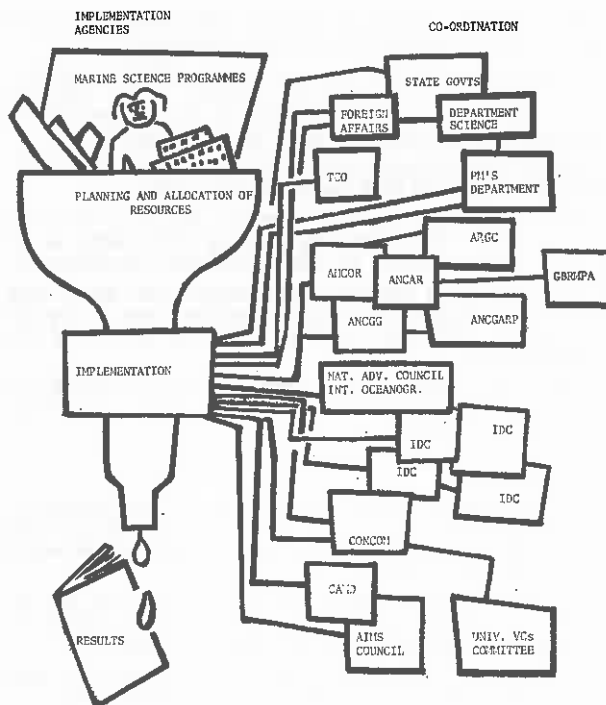 IMPLEMENTATION
AGENCIES
CO-ORDINATION
MARINE SCIENCE PROGRAMMES
PLANNING AND ALLOCATION OF
RESOURCES
IMPLEMENTATION
RESULTS
STATE GOVTS
FOREIGN
AFFAIRS
DEPARTMENT
SCIENCE
TCO
PM'S
DEPARTMENT
ARGC
ANCOR
ANCAR
GBRMPA
ANCGG
ANCGARP
NAT. ADV. COUNCIL
INT. OCEANOGR.
IDC
IDC
IDC
IDC
CONCOM
AIMS
COUNCIL
UNIV. VCs
COMMITTEE